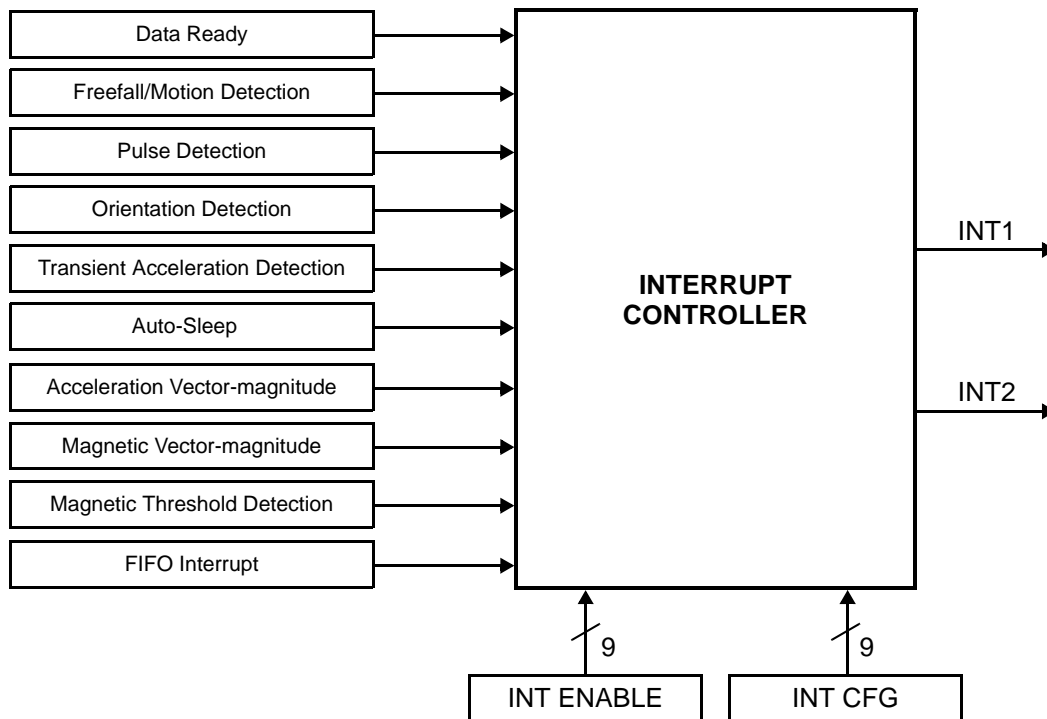 Data Ready
Freefall/Motion Detection
Pulse Detection
Orientation Detection
Transient Acceleration Detection
Auto-Sleep
Acceleration Vector-magnitude
Magnetic Vector-magnitude
Magnetic Threshold Detection
FIFO Interrupt
INTERRUPT
CONTROLLER
INT1
INT2
9
9
INT ENABLE
INT CFG